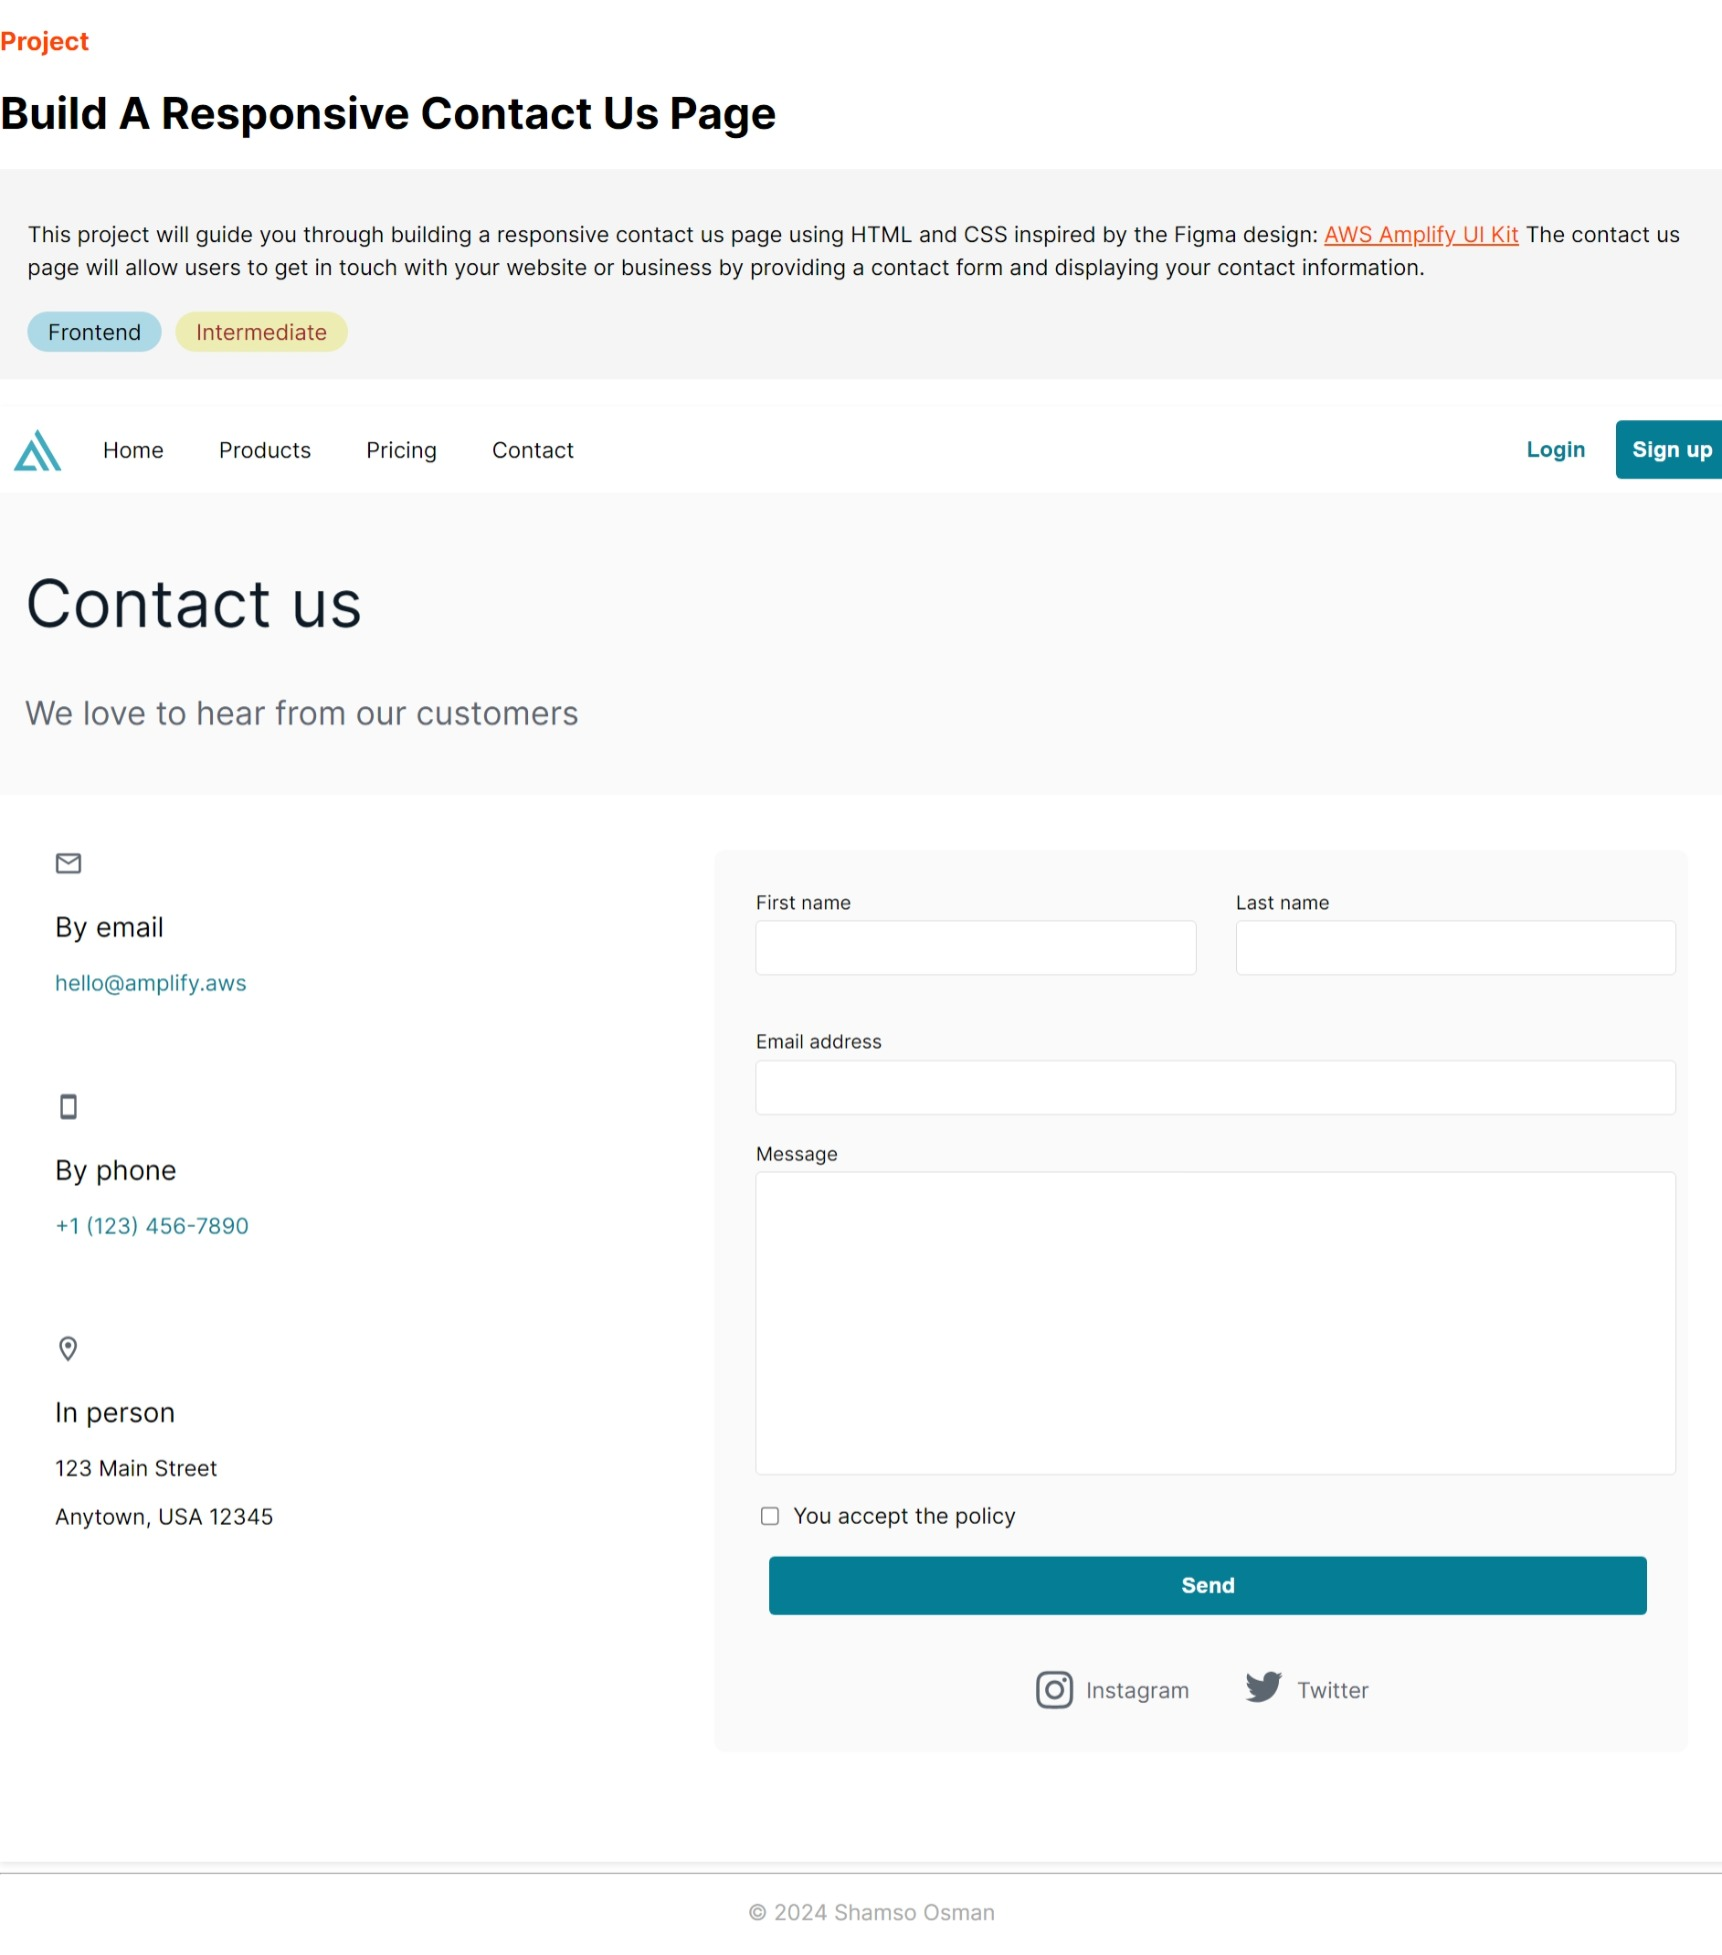 Project
Build A Responsive Contact Us Page
This project will guide you through building a responsive contact us page using HTML and CSS inspired by the Figma design: AWS Amplify UI Kit The contact us
page will allow users to get in touch with your website or business by providing a contact form and displaying your contact information.
Frontend Intermediate
Home Products Pricing Contact Login Sign up
Contact us
We love to hear from our customers
By email
hello@amplify.aws
By phone
+1 (123) 456-7890
In person
123 Main Street
Anytown, USA 12345
First name Last name
Email address
Message
You accept the policy
Send
Instagram Twitter
© 2024 Shamso Osman